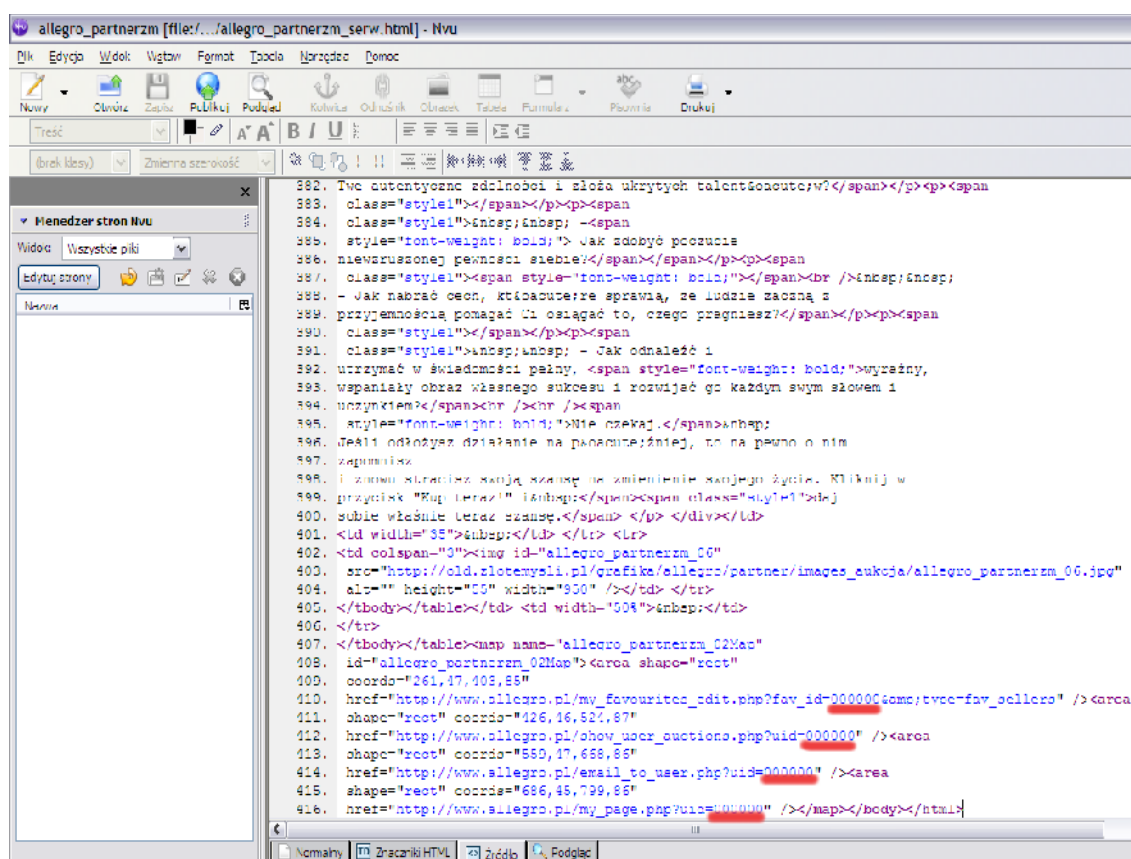 allegro_partnerzm [file:/.../allegro_partnerzm_serw.html] - Nvu
Plik Edycja Widok Wstaw Format Tabela Narzędzia Pomoc
Nowy Otwórz Zapisz Publikuj Podgląd Kotwica Odnośnik Obrazek Tabela Formularz Pisownia Drukuj
Treść
(brak klasy) Zmienna szerokość
Menedzer stron Nvu
Widok: Wszystkie pliki
Edytuj strony
Nazwa
382. Twe autentyczne zdolności i złoża ukrytych talent&oacute;w?</span></p><p><span
383. class="style1"></span></p><p><span
384. class="style1">&nbsp;&nbsp; -<span
385. style="font-weight: bold;"> Jak zdobyć poczucie
386. niewzruszonej pewności siebie?</span></span></p><p><span
387. class="style1"><span style="font-weight: bold;"></span><br />&nbsp;&nbsp;
388. - Jak nabrać cech, kt&oacute;re sprawią, że ludzie zaczną z
389. przyjemnością pomagać Ci osiągać to, czego pragniesz?</span></p><p><span
390. class="style1"></span></p><p><span
391. class="style1">&nbsp;&nbsp; - Jak odnaleźć i
392. utrzymać w świadomości pełny, <span style="font-weight: bold;">wyraźny,
393. wspaniały obraz własnego sukcesu i rozwijać go każdym swym słowem i
394. uczynkiem?</span><br /><br /><span
395. style="font-weight: bold;">Nie czekaj.</span>&nbsp;
396. Jeśli odłożysz działanie na p&oacute;źniej, to na pewno o nim
397. zapomnisz
398. i znowu stracisz swoją szansę na zmienienie swojego życia. Kliknij w
399. przycisk "Kup teraz!" i&nbsp;</span><span class="style1">daj
400. sobie właśnie teraz szansę.</span> </p> </div></td>
401. <td width="35">&nbsp;</td> </tr> <tr>
402. <td colspan="3"><img id="allegro_partnerzm_06"
403. src="http://old.zlotemysli.pl/grafika/allegro/partner/images_aukcja/allegro_partnerzm_06.jpg"
404. alt="" height="55" width="950" /></td> </tr>
405. </tbody></table></td> <td width="50%">&nbsp;</td>
406. </tr>
407. </tbody></table><map name="allegro_partnerzm_02Map"
408. id="allegro_partnerzm_02Map"><area shape="rect"
409. coords="261,47,403,85"
410. href="http://www.allegro.pl/my_favourites_edit.php?fav_id=000000&amp;type=fav_sellers" /><area
411. shape="rect" coords="426,46,524,87"
412. href="http://www.allegro.pl/show_user_auctions.php?uid=000000" /><area
413. shape="rect" coords="559,47,668,86"
414. href="http://www.allegro.pl/email_to_user.php?uid=000000" /><area
415. shape="rect" coords="686,45,799,86"
416. href="http://www.allegro.pl/my_page.php?uid=000000" /></map></body></html>
Normalny Znaczniki HTML Źródło Podgląd